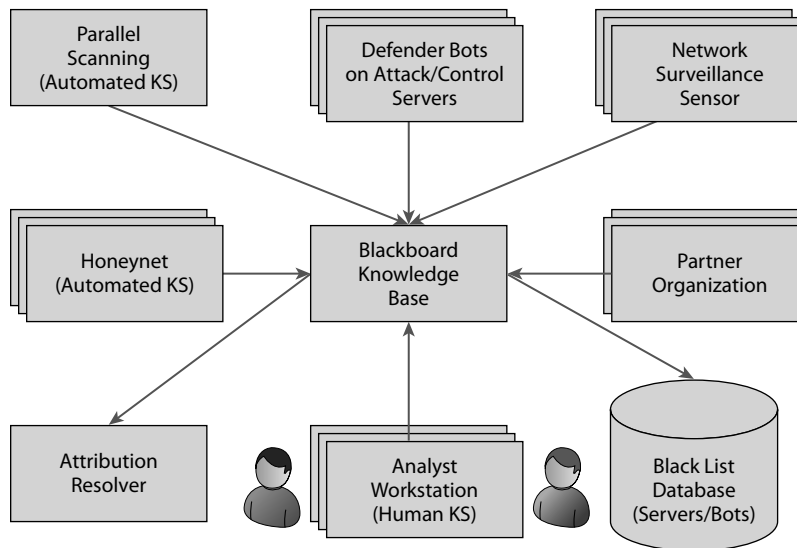 Parallel
Scanning
(Automated KS)
Defender Bots
on Attack/Control
Servers
Network
Surveillance
Sensor
Honeynet
(Automated KS)
Blackboard
Knowledge
Base
Partner
Organization
Attribution
Resolver
Analyst
Workstation
(Human KS)
Black List
Database
(Servers/Bots)